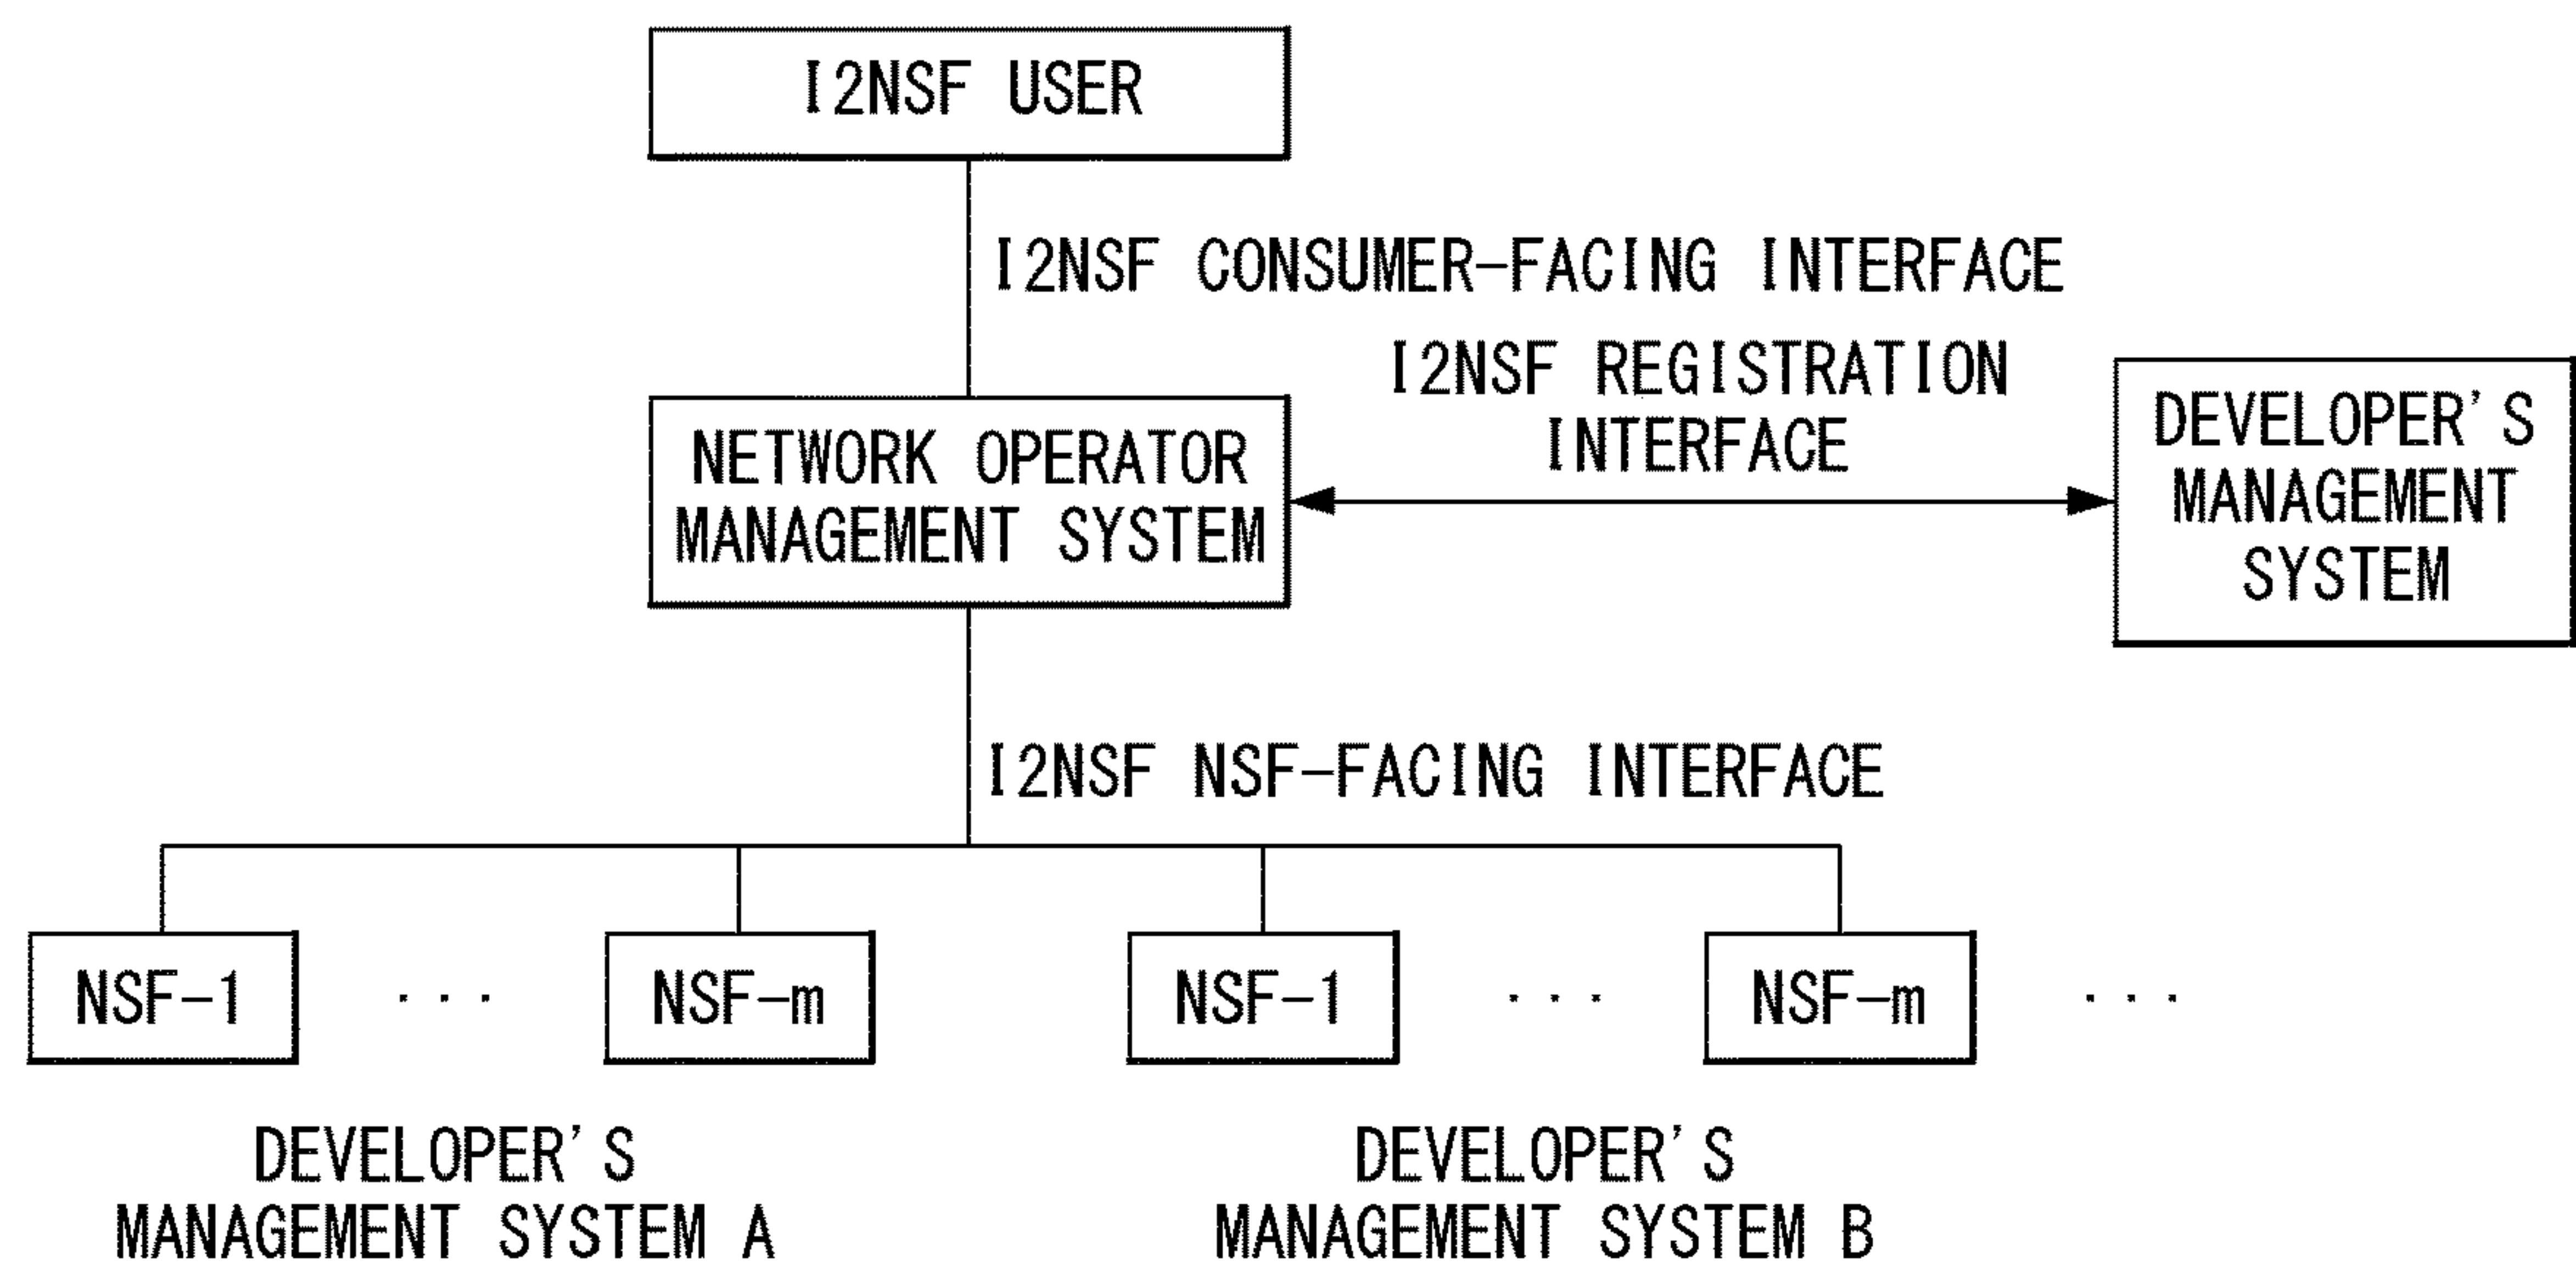 I2NSF USER
I2NSF CONSUMER-FACING INTERFACE
I2NSF REGISTRATION
INTERFACE
NETWORK OPERATOR
MANAGEMENT SYSTEM
DEVELOPER'S
MANAGEMENT
SYSTEM
I2NSF NSF-FACING INTERFACE
NSF-1 ... NSF-m NSF-1 ... NSF-m ...
DEVELOPER'S
MANAGEMENT SYSTEM A
DEVELOPER'S
MANAGEMENT SYSTEM B